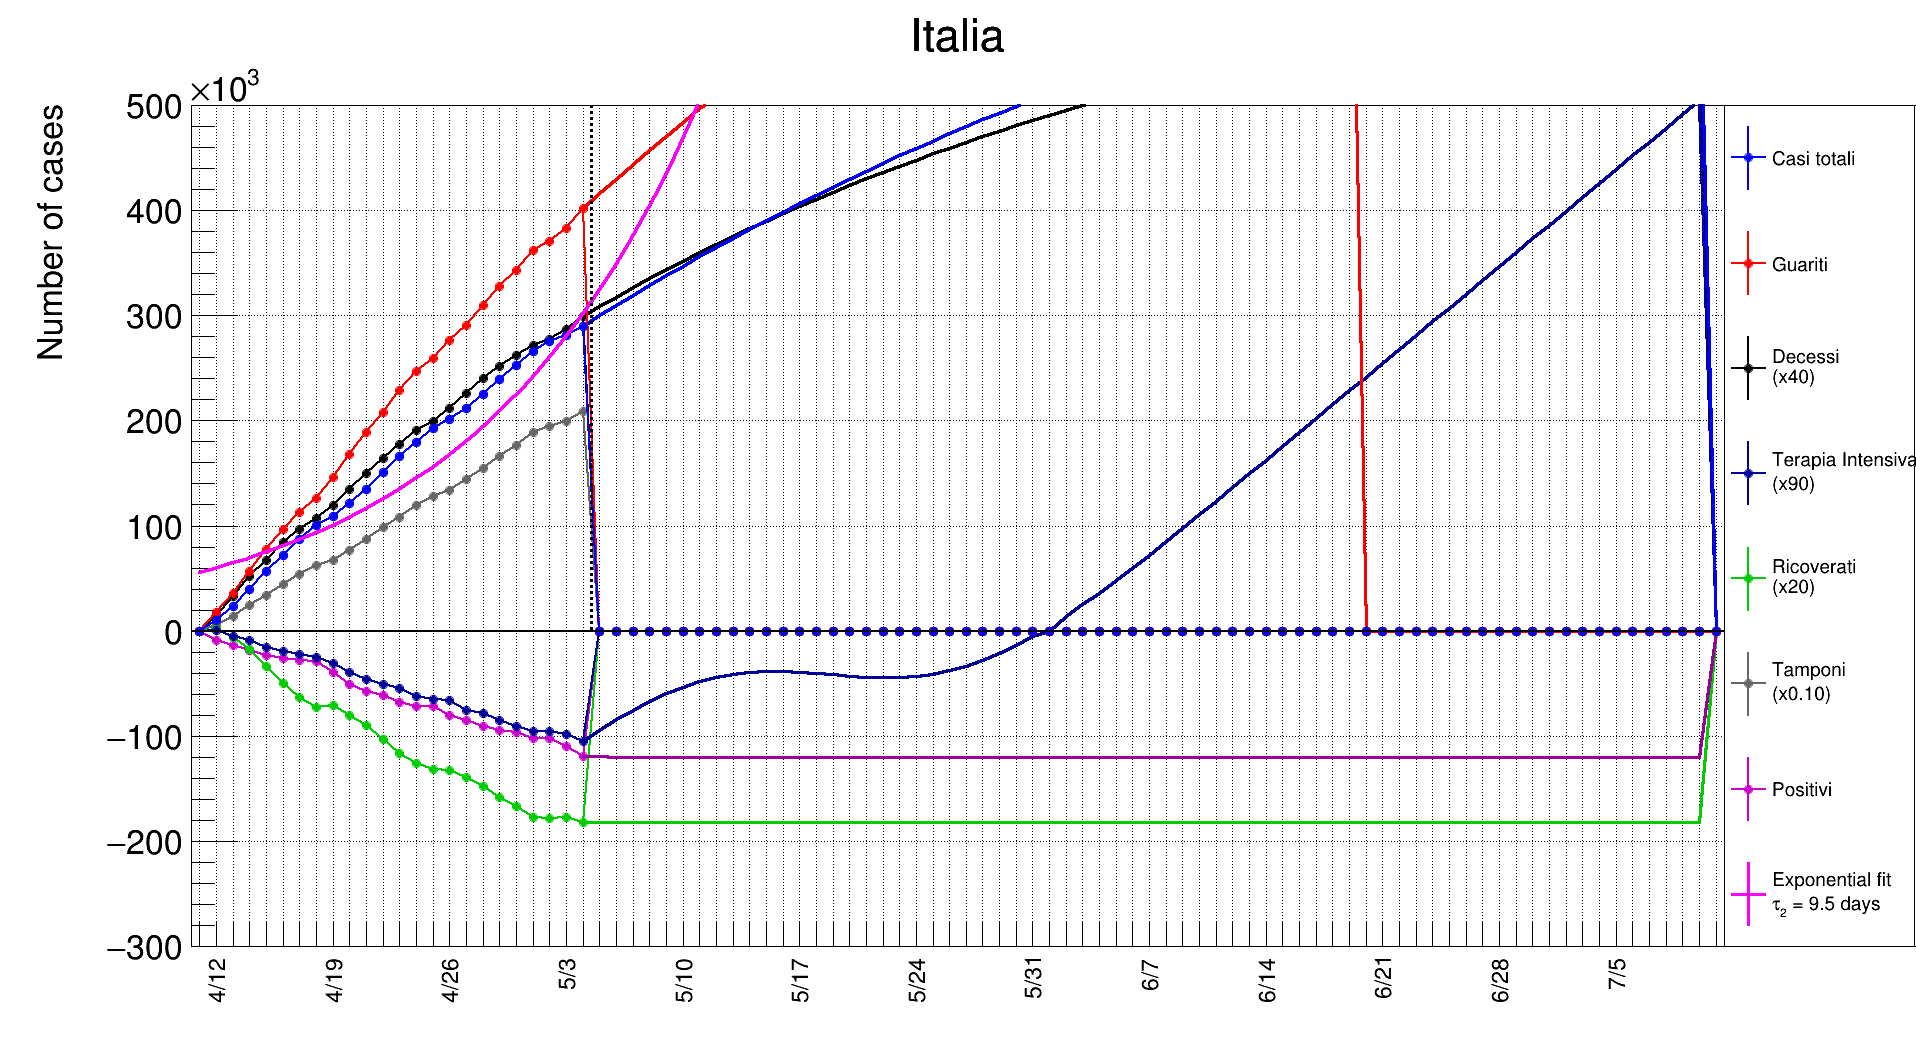 Italia
×10³
Number of cases
500
400
300
200
100
0
−100
−200
−300
4/12
4/19
4/26
5/3
5/10
5/17
5/24
5/31
6/7
6/14
6/21
6/28
7/5
Casi totali
Guariti
Decessi
(x40)
Terapia Intensiva
(x90)
Ricoverati
(x20)
Tamponi
(x0.10)
Positivi
Exponential fit
τ₂ = 9.5 days